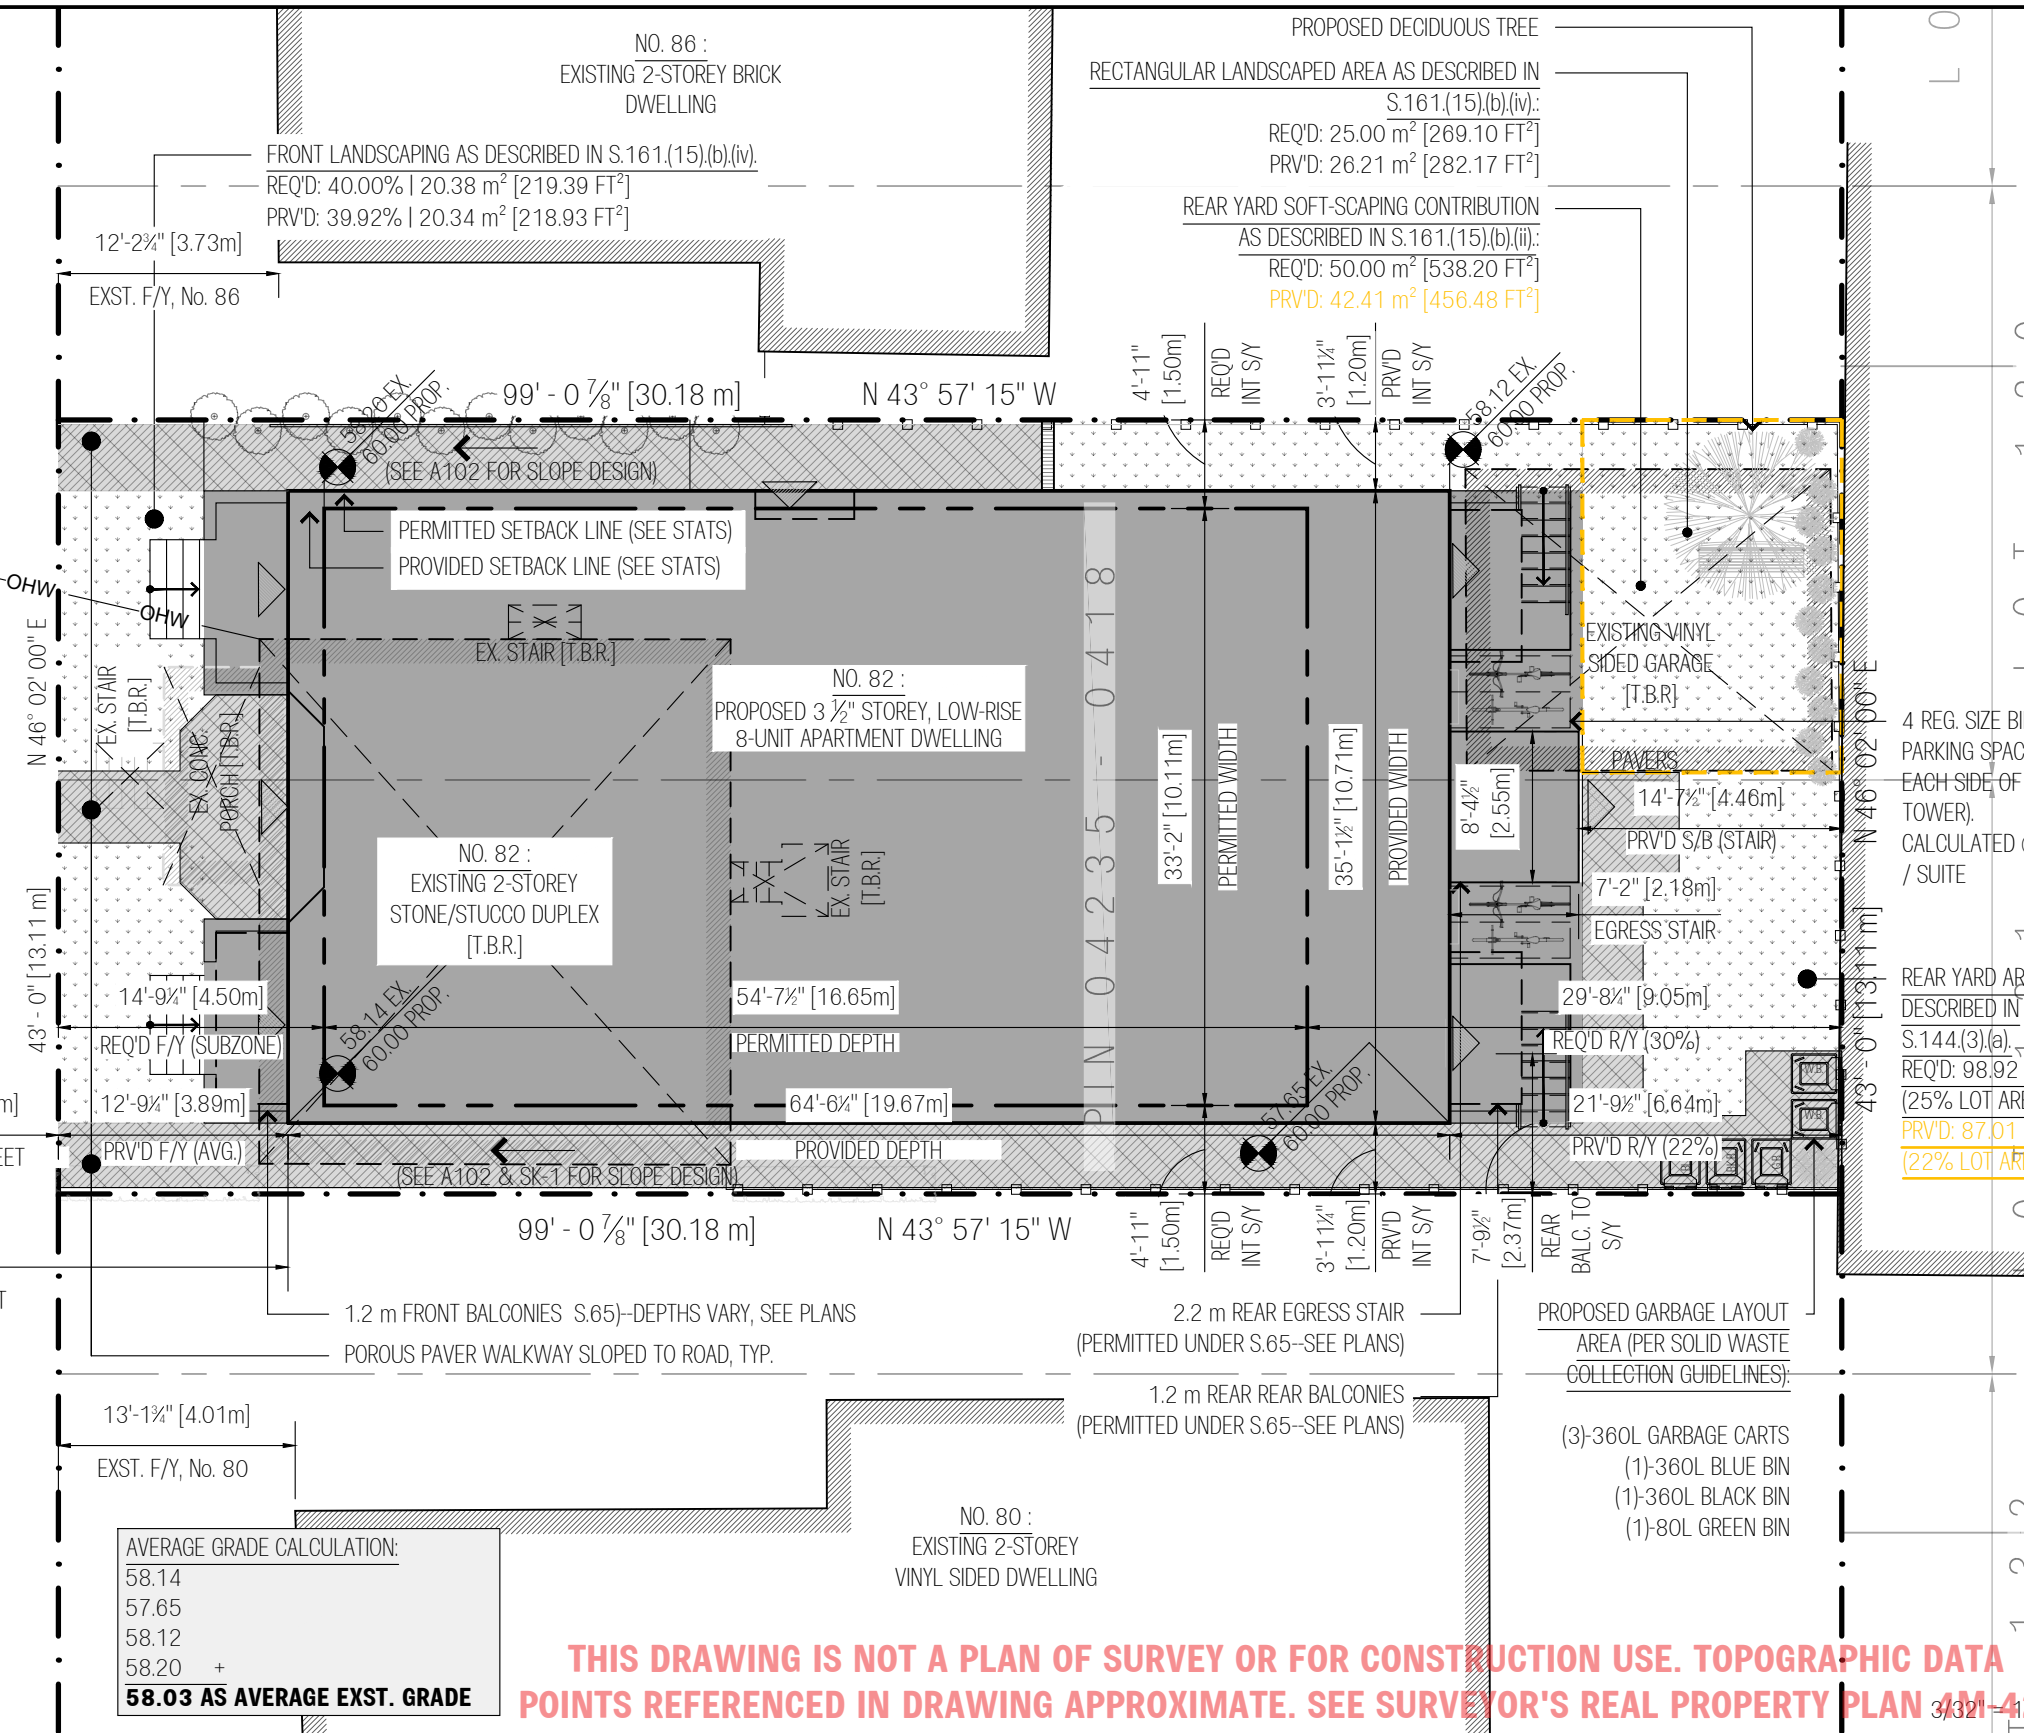 NO. 86 :
EXISTING 2-STOREY BRICK
DWELLING
PROPOSED DECIDUOUS TREE
RECTANGULAR LANDSCAPED AREA AS DESCRIBED IN
S.161.(15).(b).(iv).:
REQ'D: 25.00 m² [269.10 FT²]
PRV'D: 26.21 m² [282.17 FT²]
REAR YARD SOFT-SCAPING CONTRIBUTION
AS DESCRIBED IN S.161.(15).(b).(ii).:
REQ'D: 50.00 m² [538.20 FT²]
PRV'D: 42.41 m² [456.48 FT²]
FRONT LANDSCAPING AS DESCRIBED IN S.161.(15).(b).(iv).
REQ'D: 40.00% | 20.38 m² [219.39 FT²]
PRV'D: 39.92% | 20.34 m² [218.93 FT²]
12'-2¾" [3.73m]
EXST. F/Y, No. 86
99' - 0 ⅞" [30.18 m]
N 43° 57' 15" W
4'-11"
[1.50m]
REQ'D
INT S/Y
3'-11¼"
[1.20m]
PRV'D
INT S/Y
58.20 EX.
60.00 PROP.
58.12 EX.
60.00 PROP.
(SEE A102 FOR SLOPE DESIGN)
PERMITTED SETBACK LINE (SEE STATS)
PROVIDED SETBACK LINE (SEE STATS)
OHW
OHW
N 46° 02' 00" E
43' - 0" [13.11 m]
EX. STAIR
[T.B.R.]
EX. CONC.
PORCH [T.B.R.]
EX. STAIR [T.B.R.]
NO. 82 :
PROPOSED 3 ½" STOREY, LOW-RISE
8-UNIT APARTMENT DWELLING
NO. 82 :
EXISTING 2-STOREY
STONE/STUCCO DUPLEX
[T.B.R.]
EX. STAIR
[T.B.R.]
PIN 04235-0418
33'-2" [10.11m]
PERMITTED WIDTH
35'-1½" [10.71m]
PROVIDED WIDTH
8'-4½"
[2.55m]
EXISTING VINYL
SIDED GARAGE
[T.B.R]
PAVERS
14'-7½" [4.46m]
PRV'D S/B (STAIR)
7'-2" [2.18m]
EGRESS STAIR
N 46° 02' 00" E
43' - 0" [13.11 m]
4 REG. SIZE
PARKING
EACH SIDE OF
TOWER).
CALCULATED
/ SUITE
REAR YARD
DESCRIBED IN
S.144.(3).(a).
REQ'D: 98.92
(25% LOT
PRV'D: 87.01
(22% LOT
14'-9¼" [4.50m]
REQ'D F/Y (SUBZONE)
58.14 EX.
60.00 PROP.
54'-7½" [16.65m]
PERMITTED DEPTH
29'-8¼" [9.05m]
REQ'D R/Y (30%)
12'-9¼" [3.89m]
PRV'D F/Y (AVG.)
64'-6¼" [19.67m]
PROVIDED DEPTH
57.65 EX.
60.00 PROP.
21'-9½" [6.64m]
PRV'D R/Y (22%)
(SEE A102 & SK-1 FOR SLOPE DESIGN)
99' - 0 ⅞" [30.18 m]
N 43° 57' 15" W
4'-11"
[1.50m]
REQ'D
INT S/Y
3'-11¼"
[1.20m]
PRV'D
INT S/Y
7'-9½"
[2.37m]
REAR
BALC. TO
S/Y
1.2 m FRONT BALCONIES S.65)--DEPTHS VARY, SEE PLANS
POROUS PAVER WALKWAY SLOPED TO ROAD, TYP.
2.2 m REAR EGRESS STAIR
(PERMITTED UNDER S.65--SEE PLANS)
1.2 m REAR REAR BALCONIES
(PERMITTED UNDER S.65--SEE PLANS)
PROPOSED GARBAGE LAYOUT
AREA (PER SOLID WASTE
COLLECTION GUIDELINES):
(3)-360L GARBAGE CARTS
(1)-360L BLUE BIN
(1)-360L BLACK BIN
(1)-80L GREEN BIN
13'-1¾" [4.01m]
EXST. F/Y, No. 80
NO. 80 :
EXISTING 2-STOREY
VINYL SIDED DWELLING
AVERAGE GRADE CALCULATION:
58.14
57.65
58.12
58.20 +
58.03 AS AVERAGE EXST. GRADE
THIS DRAWING IS NOT A PLAN OF SURVEY OR FOR CONSTRUCTION USE. TOPOGRAPHIC DATA
POINTS REFERENCED IN DRAWING APPROXIMATE. SEE SURVEYOR'S REAL PROPERTY PLAN
3/32"